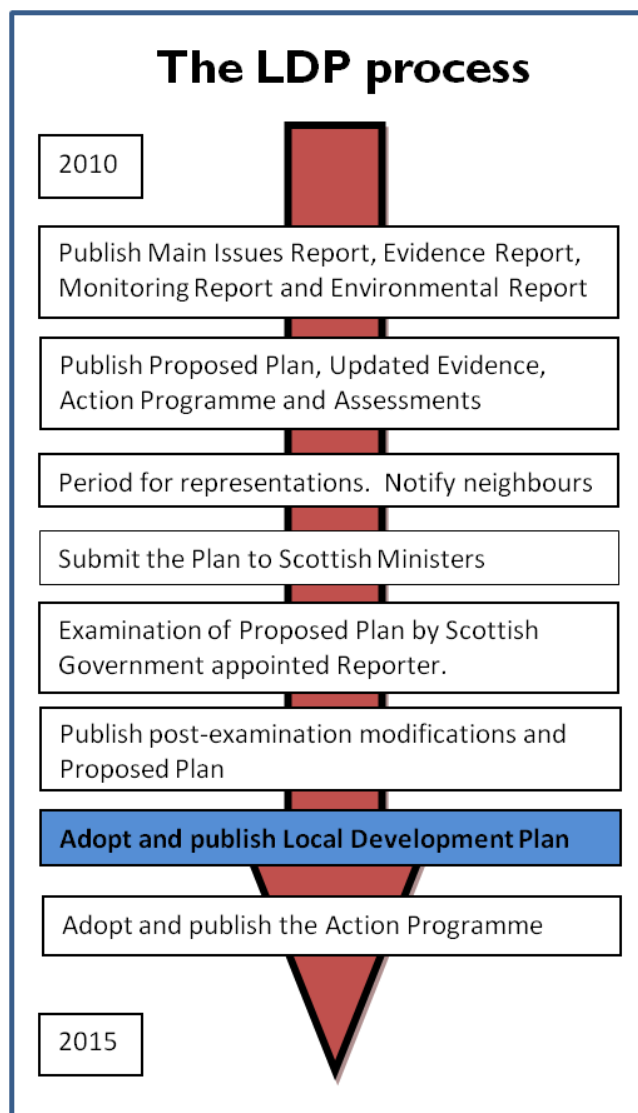 The LDP process
2010
Publish Main Issues Report, Evidence Report,
Monitoring Report and Environmental Report
Publish Proposed Plan, Updated Evidence,
Action Programme and Assessments
Period for representations.  Notify neighbours
Submit the Plan to Scottish Ministers
Examination of Proposed Plan by Scottish
Government appointed Reporter.
Publish post-examination modifications and
Proposed Plan
Adopt and publish Local Development Plan
Adopt and publish the Action Programme
2015